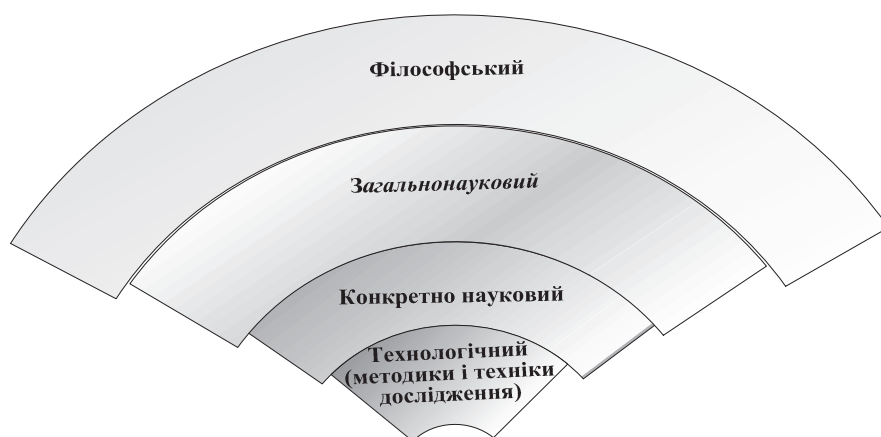 Філософський
Загальнонауковий
Конкретно науковий
Технологічний
(методики і техніки
дослідження)